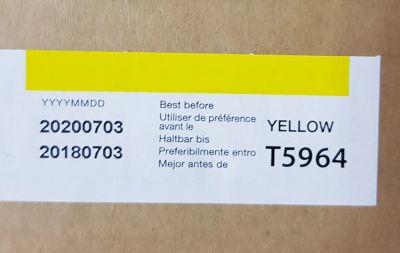 YYYYMMDD
20200703
20180703
Best before
Utiliser de préférence
avant le
Haltbar bis
Preferibilmente entro
Mejor antes de
YELLOW
T5964